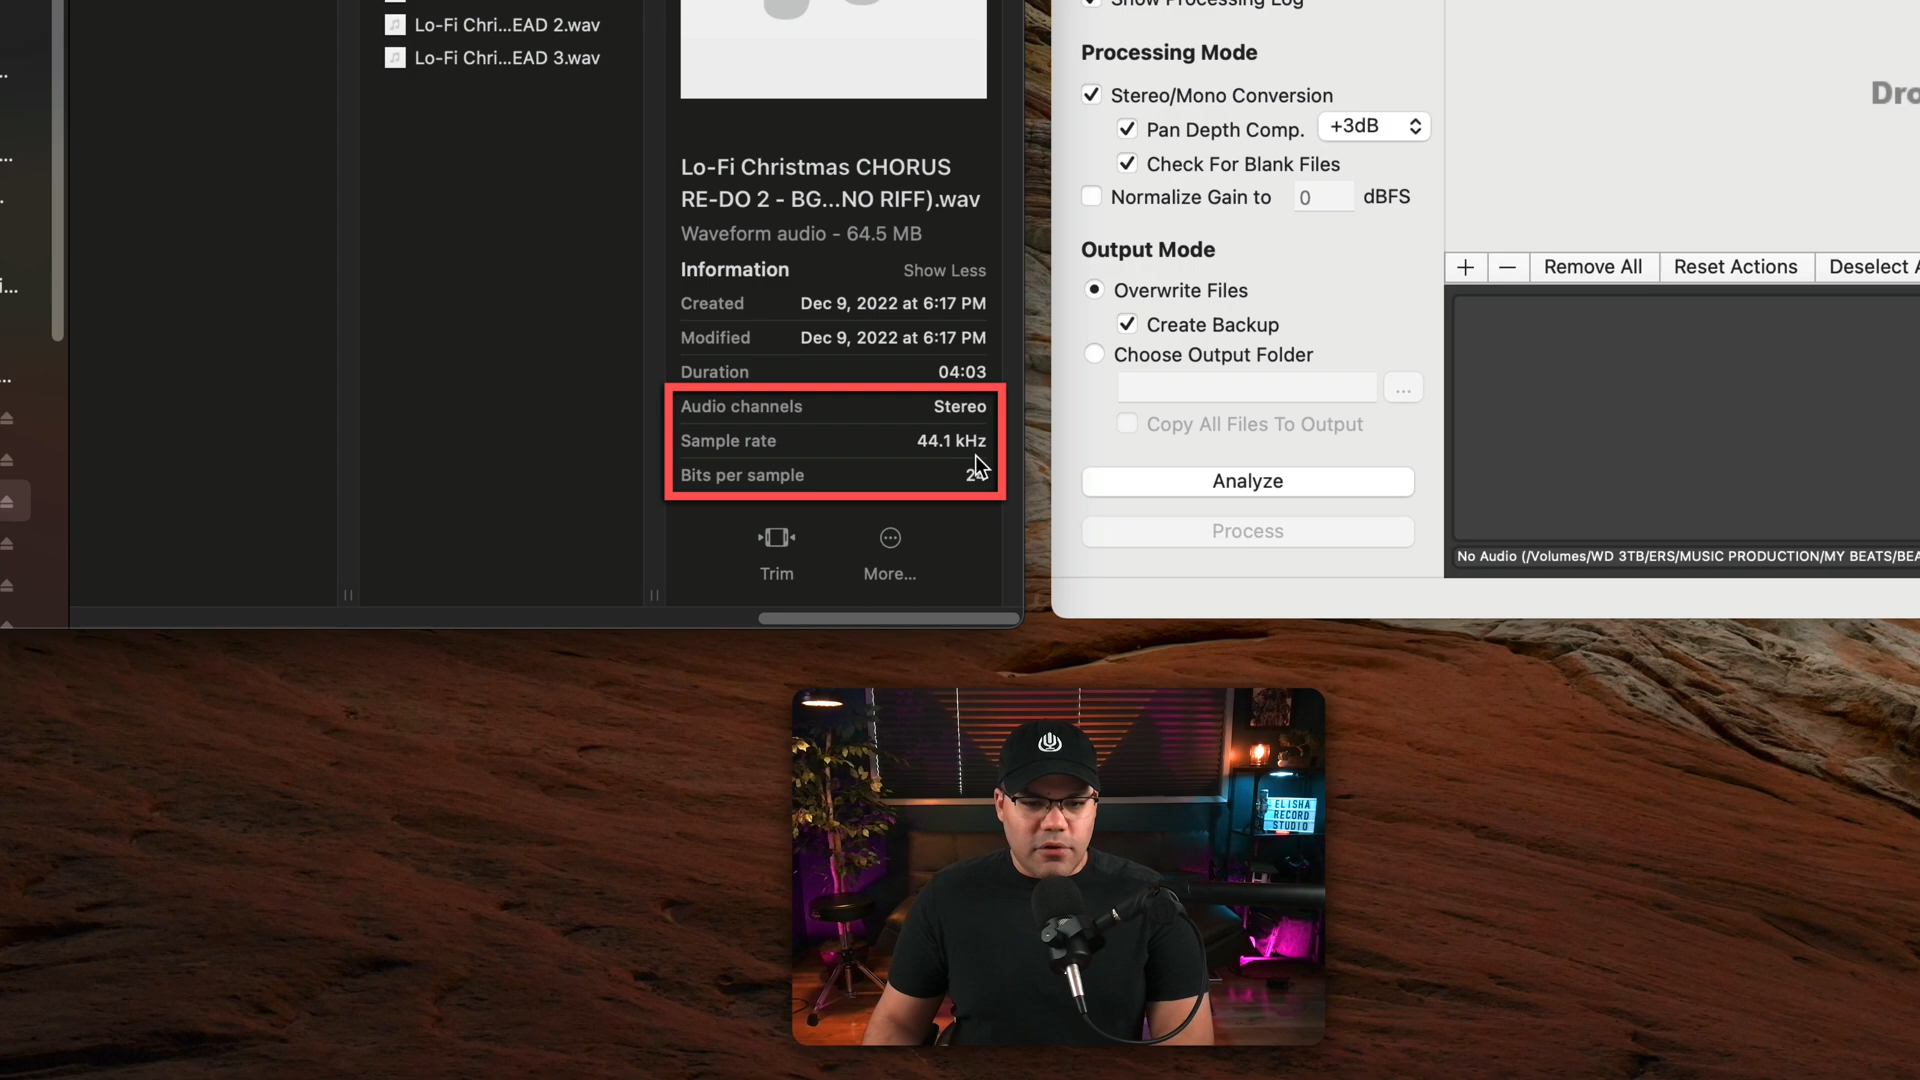 Lo-Fi Chri...EAD 2.wav
Lo-Fi Chri...EAD 3.wav
Lo-Fi Christmas CHORUS
RE-DO 2 - BG...NO RIFF).wav
Waveform audio - 64.5 MB
Information
Show Less
Created
Dec 9, 2022 at 6:17 PM
Modified
Dec 9, 2022 at 6:17 PM
Duration
04:03
Audio channels
Stereo
Sample rate
44.1 kHz
Bits per sample
Trim
More...
Show Processing Log
Processing Mode
Stereo/Mono Conversion
Pan Depth Comp.
+3dB
Check For Blank Files
Normalize Gain to
0
dBFS
Output Mode
Overwrite Files
Create Backup
Choose Output Folder
...
Copy All Files To Output
Analyze
Process
Dro
+
−
Remove All
Reset Actions
Deselect A
No Audio (/Volumes/WD 3TB/ERS/MUSIC PRODUCTION/MY BEATS/BEA
ELISHA
RECORD
STUDIO